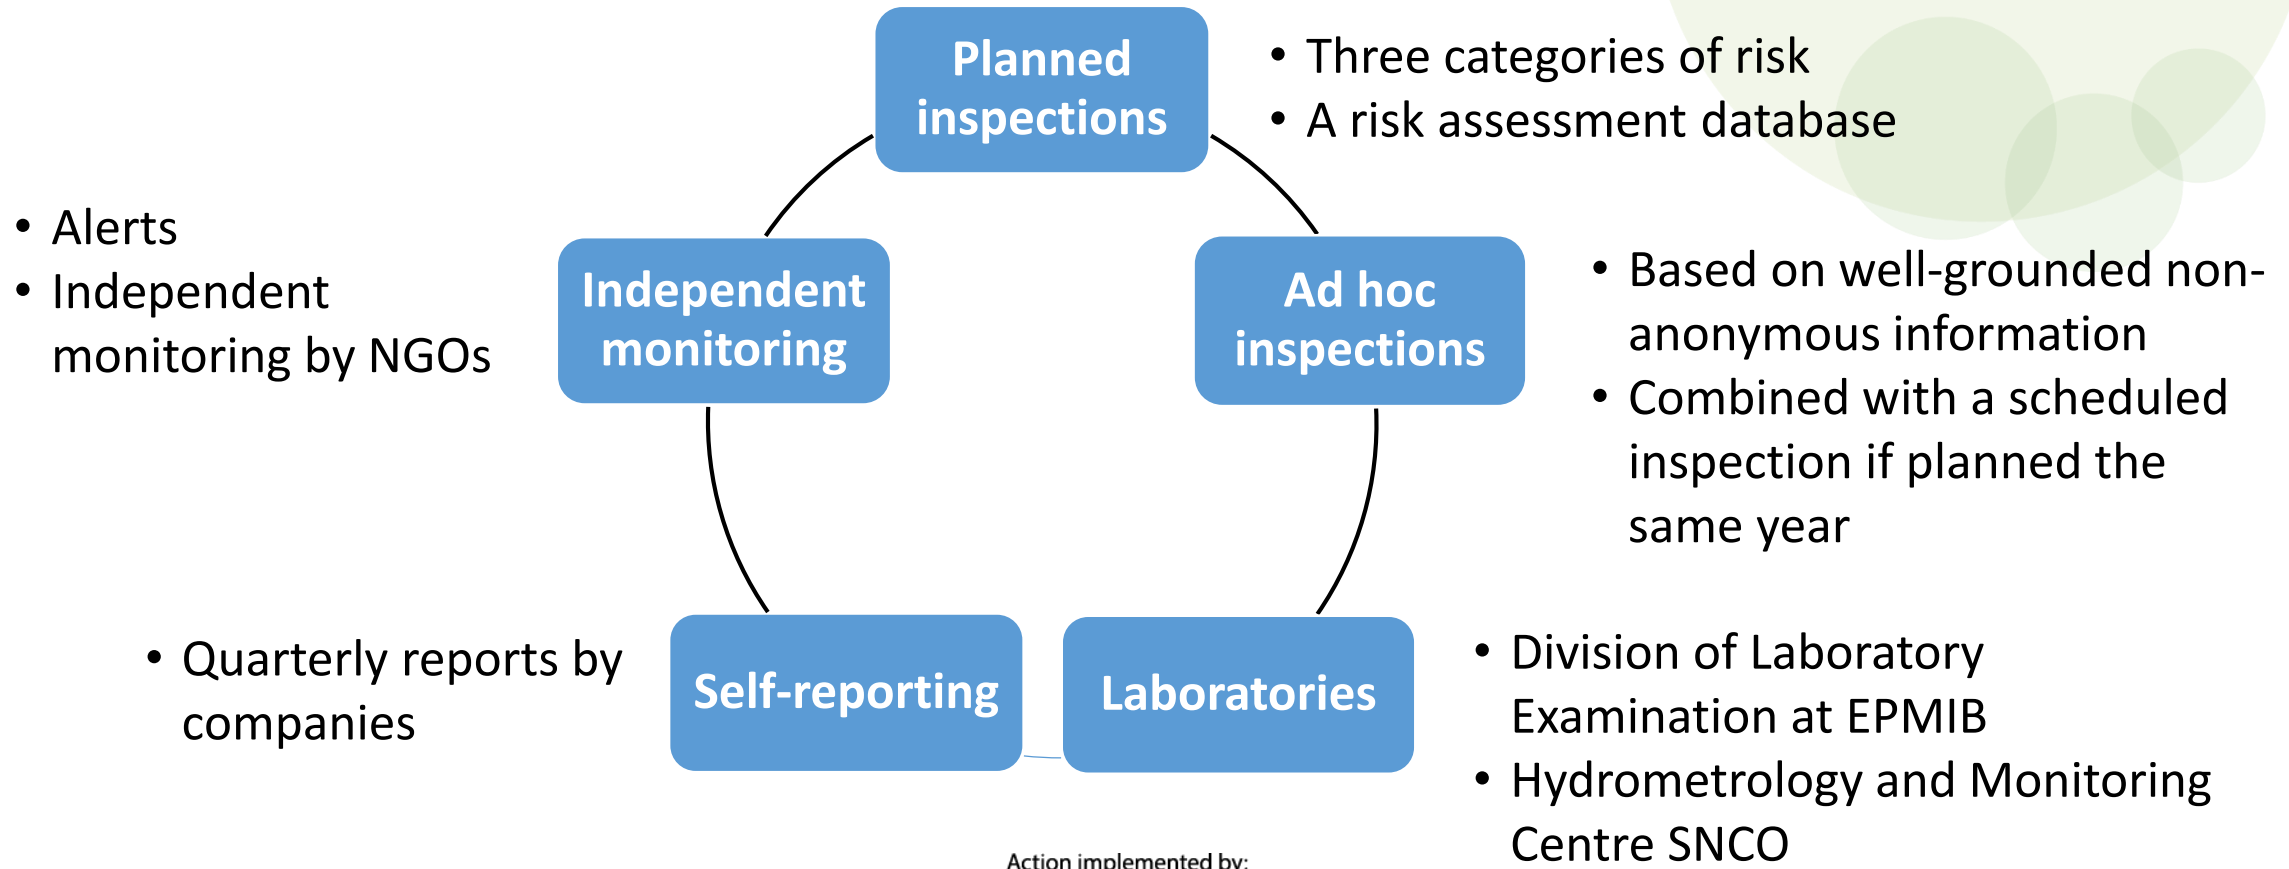 Planned
inspections
• Three categories of risk
• A risk assessment database
Ad hoc
inspections
• Based on well-grounded non-
anonymous information
• Combined with a scheduled
inspection if planned the
same year
Laboratories
• Division of Laboratory
Examination at EPMIB
• Hydrometrology and Monitoring
Centre SNCO
Self-reporting
• Quarterly reports by
companies
Independent
monitoring
• Alerts
• Independent
monitoring by NGOs
Action implemented by: